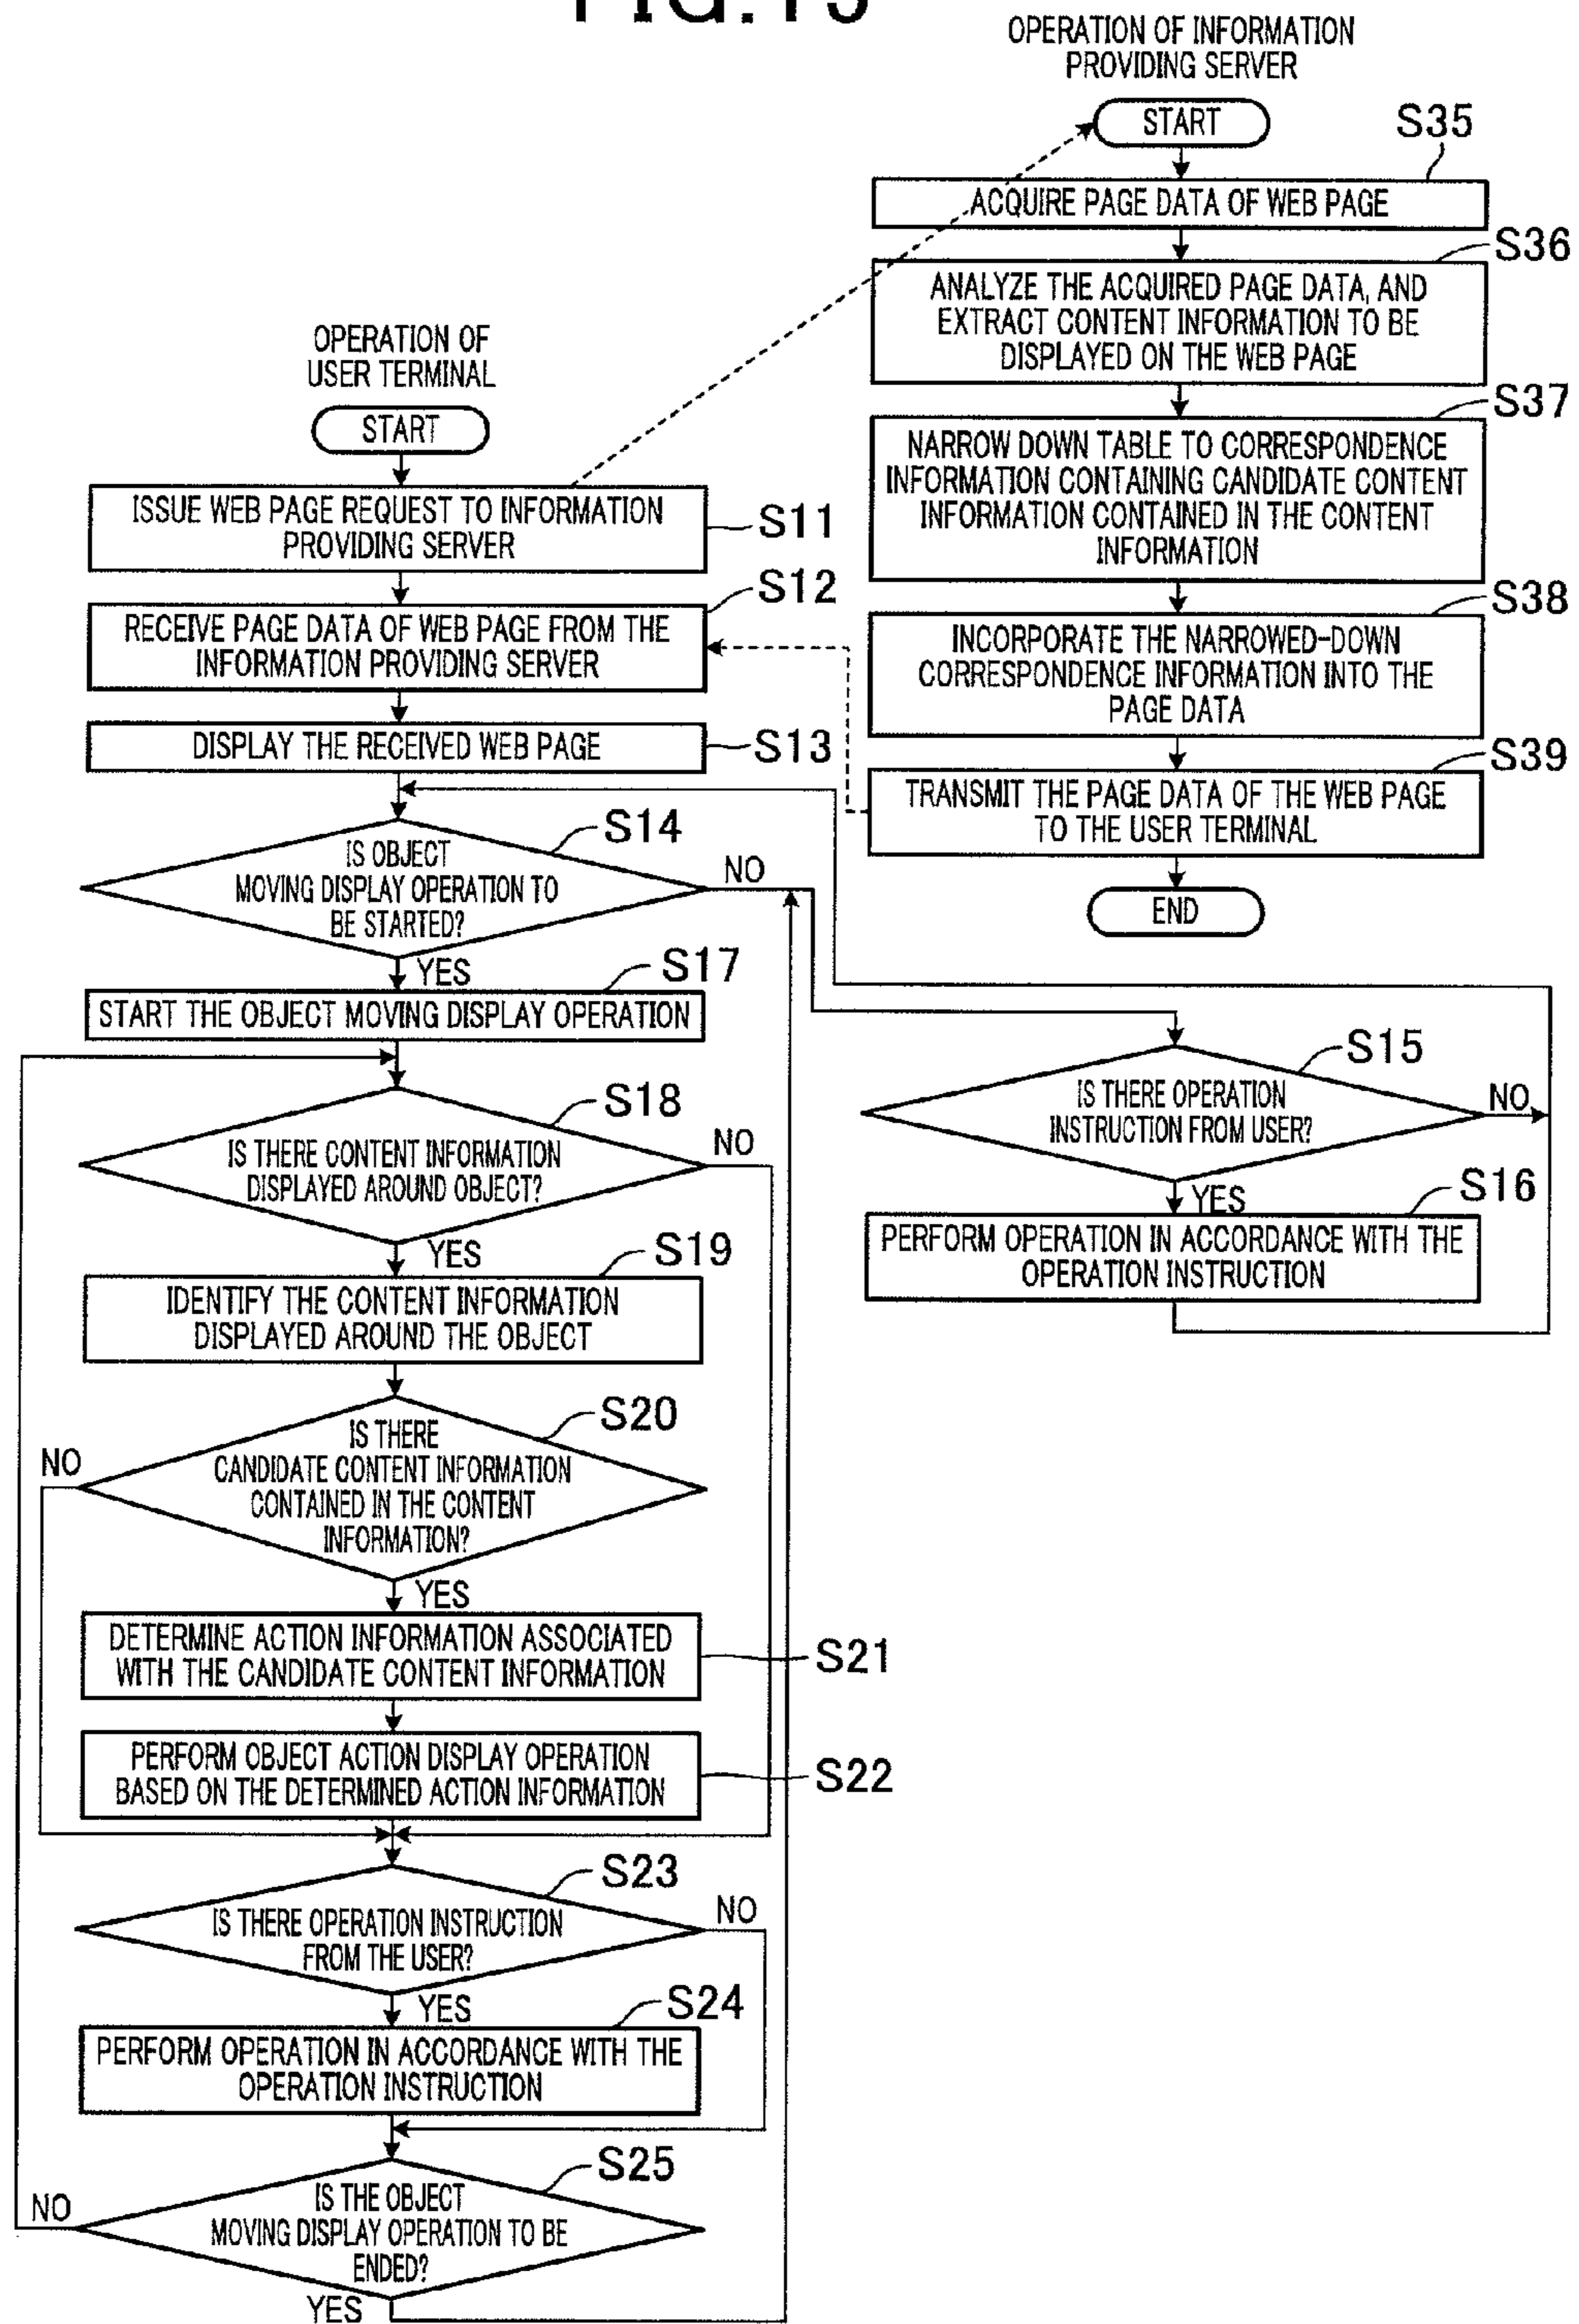 OPERATION OF INFORMATION
PROVIDING SERVER
START
S35
ACQUIRE PAGE DATA OF WEB PAGE
S36
ANALYZE THE ACQUIRED PAGE DATA, AND
EXTRACT CONTENT INFORMATION TO BE
DISPLAYED ON THE WEB PAGE
S37
NARROW DOWN TABLE TO CORRESPONDENCE
INFORMATION CONTAINING CANDIDATE CONTENT
INFORMATION CONTAINED IN THE CONTENT
INFORMATION
S38
INCORPORATE THE NARROWED-DOWN
CORRESPONDENCE INFORMATION INTO THE
PAGE DATA
S39
TRANSMIT THE PAGE DATA OF THE WEB PAGE
TO THE USER TERMINAL
END
OPERATION OF
USER TERMINAL
START
ISSUE WEB PAGE REQUEST TO INFORMATION
PROVIDING SERVER
S11
S12
RECEIVE PAGE DATA OF WEB PAGE FROM THE
INFORMATION PROVIDING SERVER
DISPLAY THE RECEIVED WEB PAGE
S13
S14
IS OBJECT
MOVING DISPLAY OPERATION TO
BE STARTED?
NO
YES
S15
IS THERE OPERATION
INSTRUCTION FROM USER?
NO
YES
S16
PERFORM OPERATION IN ACCORDANCE WITH THE
OPERATION INSTRUCTION
S17
START THE OBJECT MOVING DISPLAY OPERATION
S18
IS THERE CONTENT INFORMATION
DISPLAYED AROUND OBJECT?
NO
YES
S19
IDENTIFY THE CONTENT INFORMATION
DISPLAYED AROUND THE OBJECT
S20
IS THERE
CANDIDATE CONTENT INFORMATION
CONTAINED IN THE CONTENT
INFORMATION?
NO
YES
DETERMINE ACTION INFORMATION ASSOCIATED
WITH THE CANDIDATE CONTENT INFORMATION
S21
PERFORM OBJECT ACTION DISPLAY OPERATION
BASED ON THE DETERMINED ACTION INFORMATION
S22
S23
IS THERE OPERATION INSTRUCTION
FROM THE USER?
NO
YES
S24
PERFORM OPERATION IN ACCORDANCE WITH THE
OPERATION INSTRUCTION
S25
IS THE OBJECT
MOVING DISPLAY OPERATION TO BE
ENDED?
NO
YES